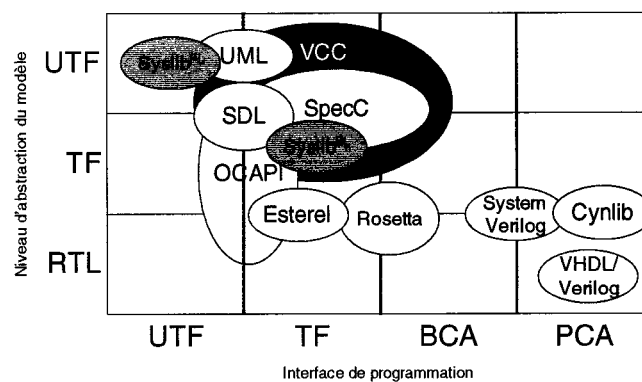 Niveau d'abstraction du modèle
UTF
TF
RTL
UML
VCC
SDL
SpecC
OCAPI
Esterel
Rosetta
System
Verilog
Cynlib
VHDL/
Verilog
UTF
TF
BCA
PCA
Interface de programmation